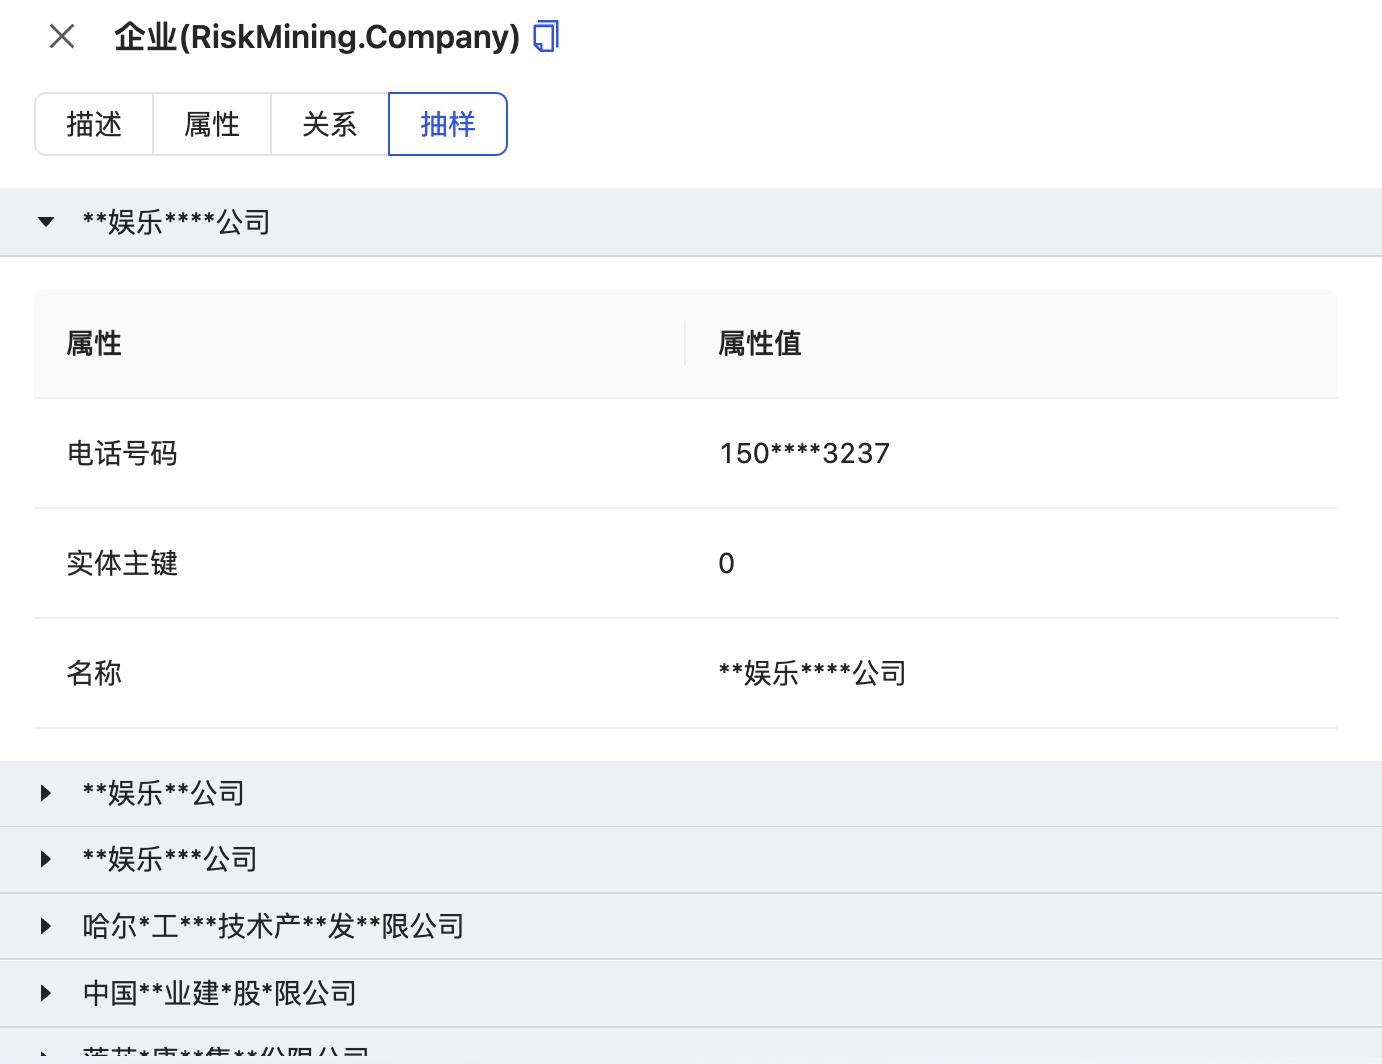 企业(RiskMining.Company)
描述 属性 关系 抽样
**娱乐****公司
属性 属性值
电话号码 150****3237
实体主键 0
名称 **娱乐****公司
**娱乐**公司
**娱乐***公司
哈尔*工***技术产**发**限公司
中国**业建*股*限公司